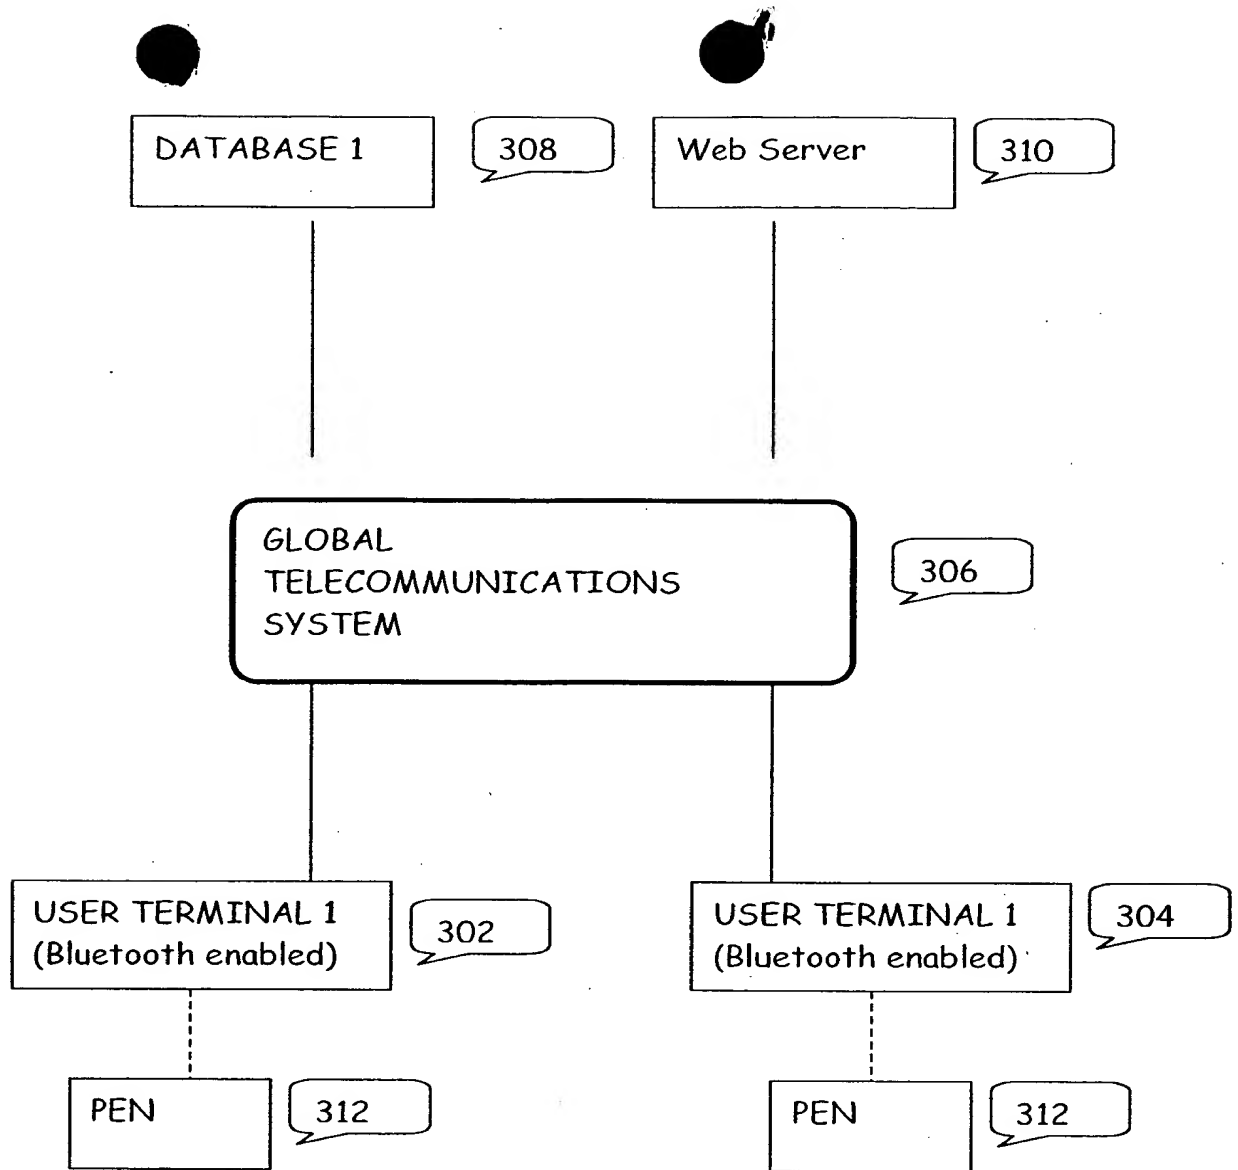 DATABASE 1
308
Web Server
310
GLOBAL
TELECOMMUNICATIONS
SYSTEM
306
USER TERMINAL 1
(Bluetooth enabled)
302
USER TERMINAL 1
(Bluetooth enabled)
304
PEN
312
PEN
312